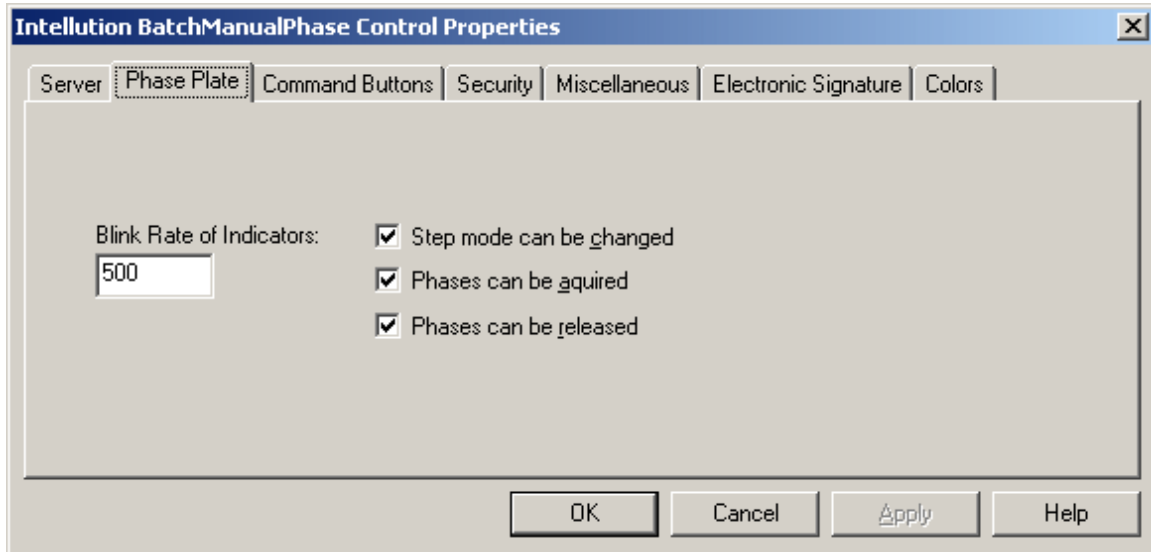 Intellution BatchManualPhase Control Properties
Server Phase Plate Command Buttons Security Miscellaneous Electronic Signature Colors
Blink Rate of Indicators:
500
Step mode can be changed
Phases can be aquired
Phases can be released
OK Cancel Apply Help